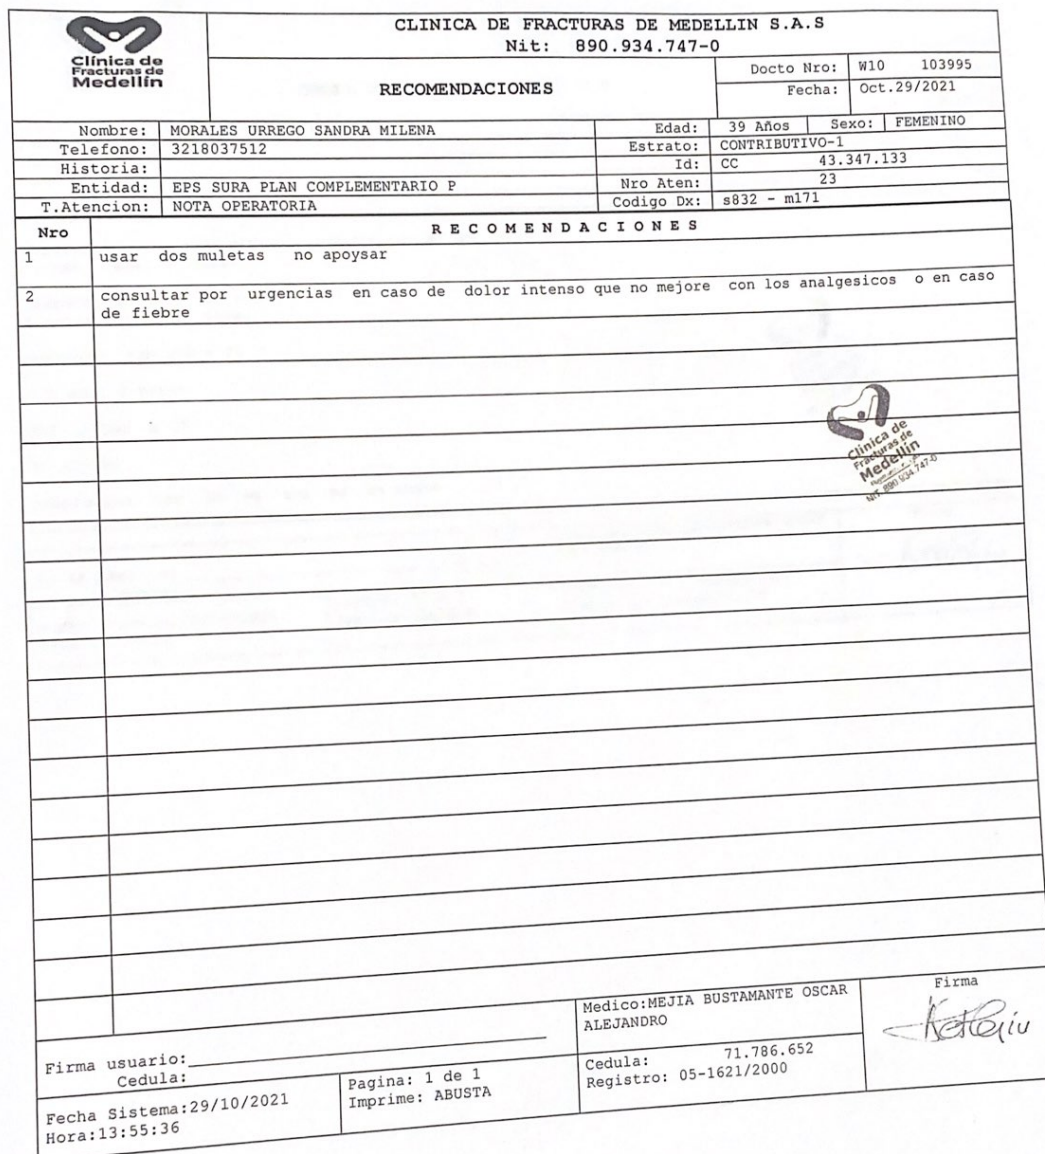 Clínica de
Fracturas de
Medellín
CLINICA DE FRACTURAS DE MEDELLIN S.A.S
Nit: 890.934.747-0
RECOMENDACIONES
Docto Nro: W10 103995
Fecha: Oct.29/2021
Nombre: MORALES URREGO SANDRA MILENA Edad: 39 Años Sexo: FEMENINO
Telefono: 3218037512 Estrato: CONTRIBUTIVO-1
Historia: Id: CC 43.347.133
Entidad: EPS SURA PLAN COMPLEMENTARIO P Nro Aten: 23
T.Atencion: NOTA OPERATORIA Codigo Dx: s832 - m171
Nro RECOMENDACIONES
1 usar dos muletas no apoysar
2 consultar por urgencias en caso de dolor intenso que no mejore con los analgesicos o en caso
de fiebre
Clínica de
Fracturas de
Medellín
NIT. 890.934.747-0
Firma usuario:
Cedula:
Medico:MEJIA BUSTAMANTE OSCAR
ALEJANDRO
Firma
Cedula: 71.786.652
Registro: 05-1621/2000
Fecha Sistema:29/10/2021
Hora:13:55:36
Pagina: 1 de 1
Imprime: ABUSTA